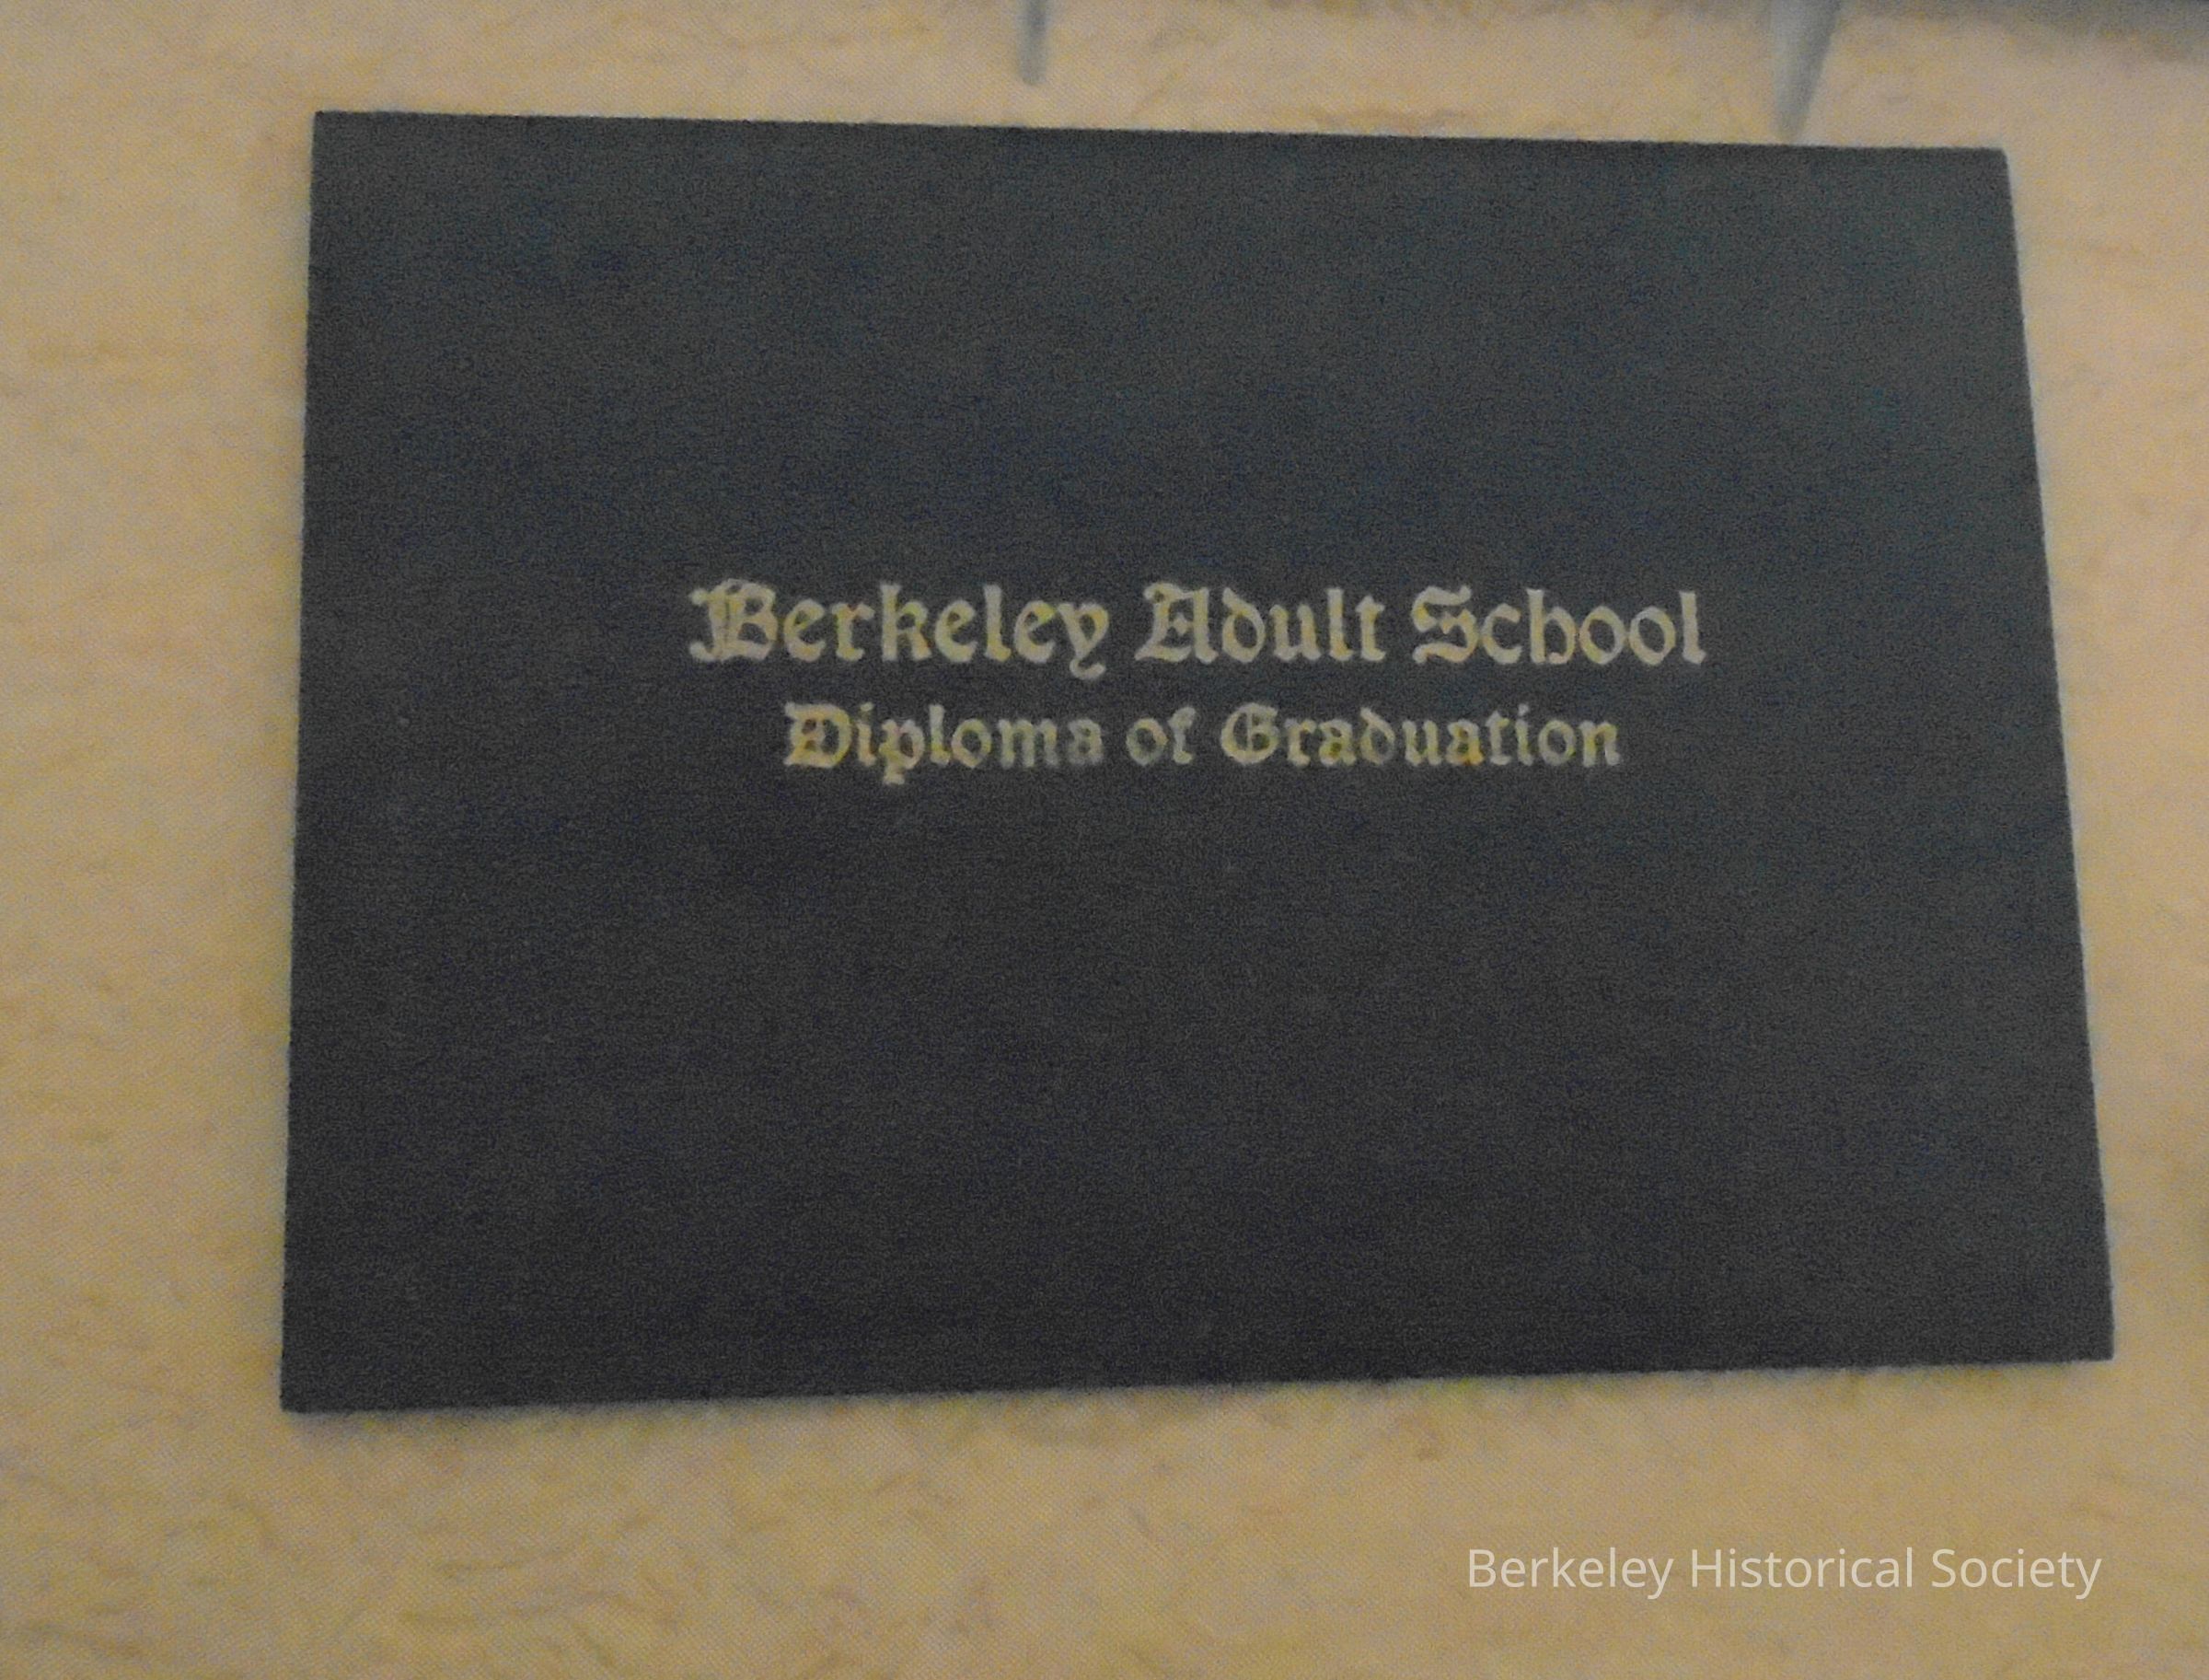 Berkeley Adult School
Diploma of Graduation
Berkeley Historical Society